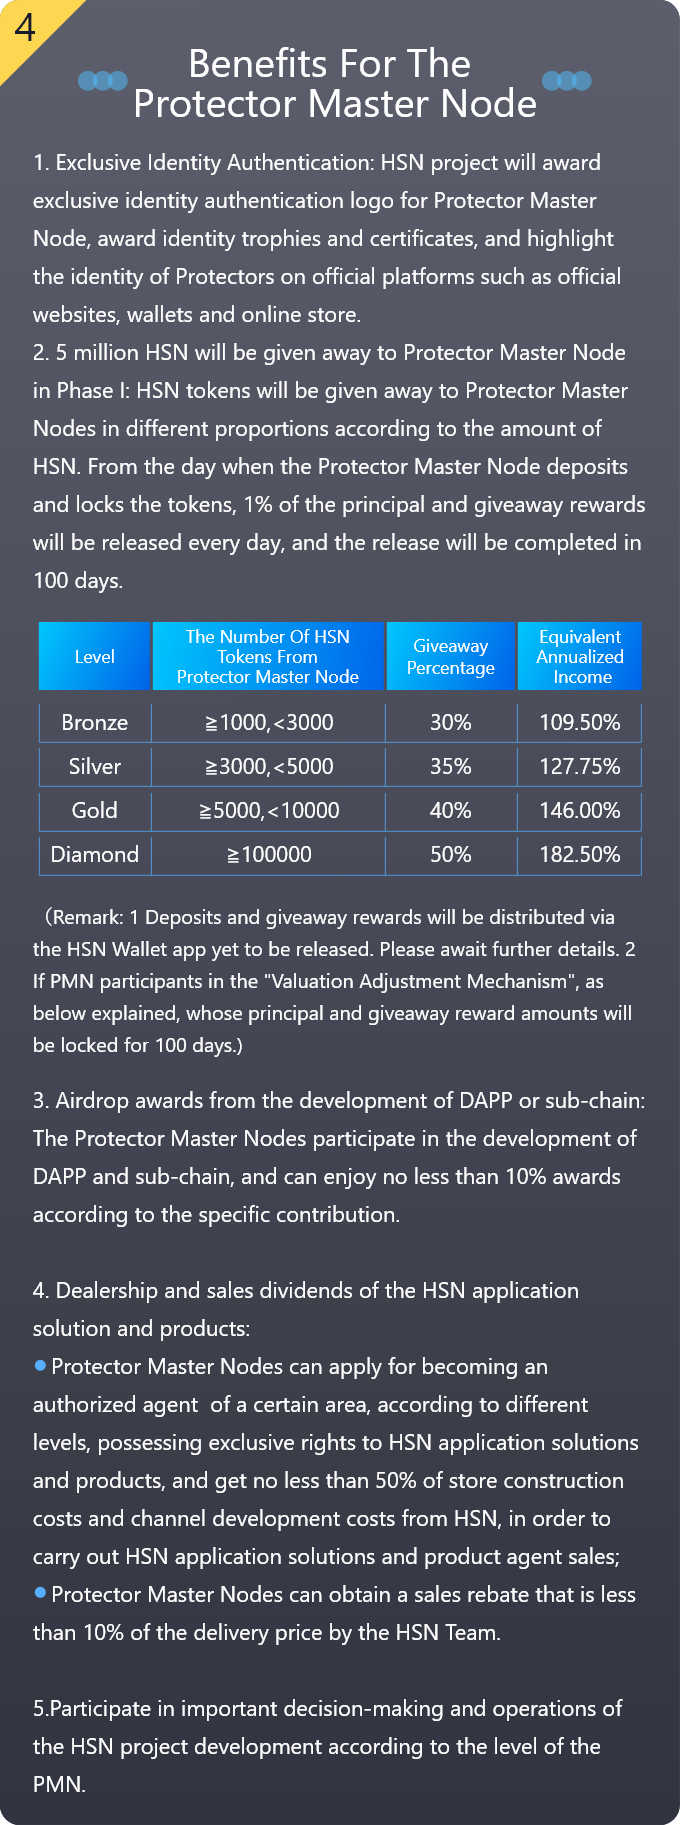 4
Benefits For The
Protector Master Node
1. Exclusive Identity Authentication: HSN project will award
exclusive identity authentication logo for Protector Master
Node, award identity trophies and certificates, and highlight
the identity of Protectors on official platforms such as official
websites, wallets and online store.
2. 5 million HSN will be given away to Protector Master Node
in Phase I: HSN tokens will be given away to Protector Master
Nodes in different proportions according to the amount of
HSN. From the day when the Protector Master Node deposits
and locks the tokens, 1% of the principal and giveaway rewards
will be released every day, and the release will be completed in
100 days.
Level The Number Of HSN Tokens From Protector Master Node Giveaway Percentage Equivalent Annualized Income
Bronze ≧1000,<3000 30% 109.50%
Silver ≧3000,<5000 35% 127.75%
Gold ≧5000,<10000 40% 146.00%
Diamond ≧100000 50% 182.50%
（Remark: 1 Deposits and giveaway rewards will be distributed via
the HSN Wallet app yet to be released. Please await further details. 2
If PMN participants in the "Valuation Adjustment Mechanism", as
below explained, whose principal and giveaway reward amounts will
be locked for 100 days.)
3. Airdrop awards from the development of DAPP or sub-chain:
The Protector Master Nodes participate in the development of
DAPP and sub-chain, and can enjoy no less than 10% awards
according to the specific contribution.
4. Dealership and sales dividends of the HSN application
solution and products:
● Protector Master Nodes can apply for becoming an
authorized agent of a certain area, according to different
levels, possessing exclusive rights to HSN application solutions
and products, and get no less than 50% of store construction
costs and channel development costs from HSN, in order to
carry out HSN application solutions and product agent sales;
● Protector Master Nodes can obtain a sales rebate that is less
than 10% of the delivery price by the HSN Team.
5.Participate in important decision-making and operations of
the HSN project development according to the level of the
PMN.